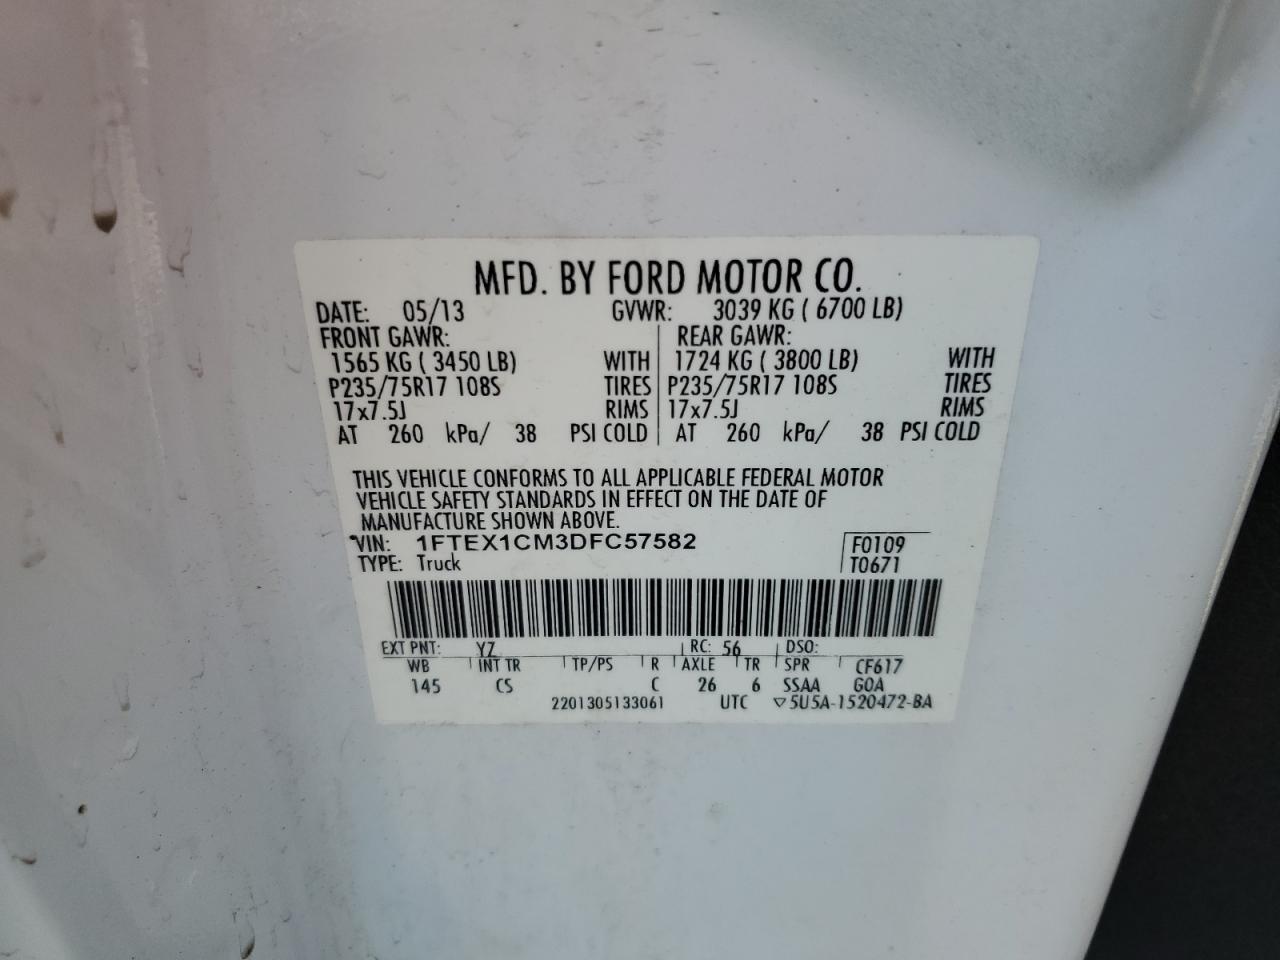 MFD. BY FORD MOTOR CO.
DATE: 05/13 GVWR: 3039 KG ( 6700 LB)
FRONT GAWR: REAR GAWR:
1565 KG ( 3450 LB) WITH 1724 KG ( 3800 LB) WITH
P235/75R17 108S TIRES P235/75R17 108S TIRES
17x7.5J RIMS 17x7.5J RIMS
AT 260 kPa/ 38 PSI COLD AT 260 kPa/ 38 PSI COLD
THIS VEHICLE CONFORMS TO ALL APPLICABLE FEDERAL MOTOR
VEHICLE SAFETY STANDARDS IN EFFECT ON THE DATE OF
MANUFACTURE SHOWN ABOVE.
VIN: 1FTEX1CM3DFC57582 F0109
TYPE: Truck T0671
EXT PNT: YZ RC: 56 DSO:
WB INT TR TP/PS R AXLE TR SPR CF617
145 CS C 26 6 SSAA GOA
2201305133061 UTC ▽5U5A-1520472-BA